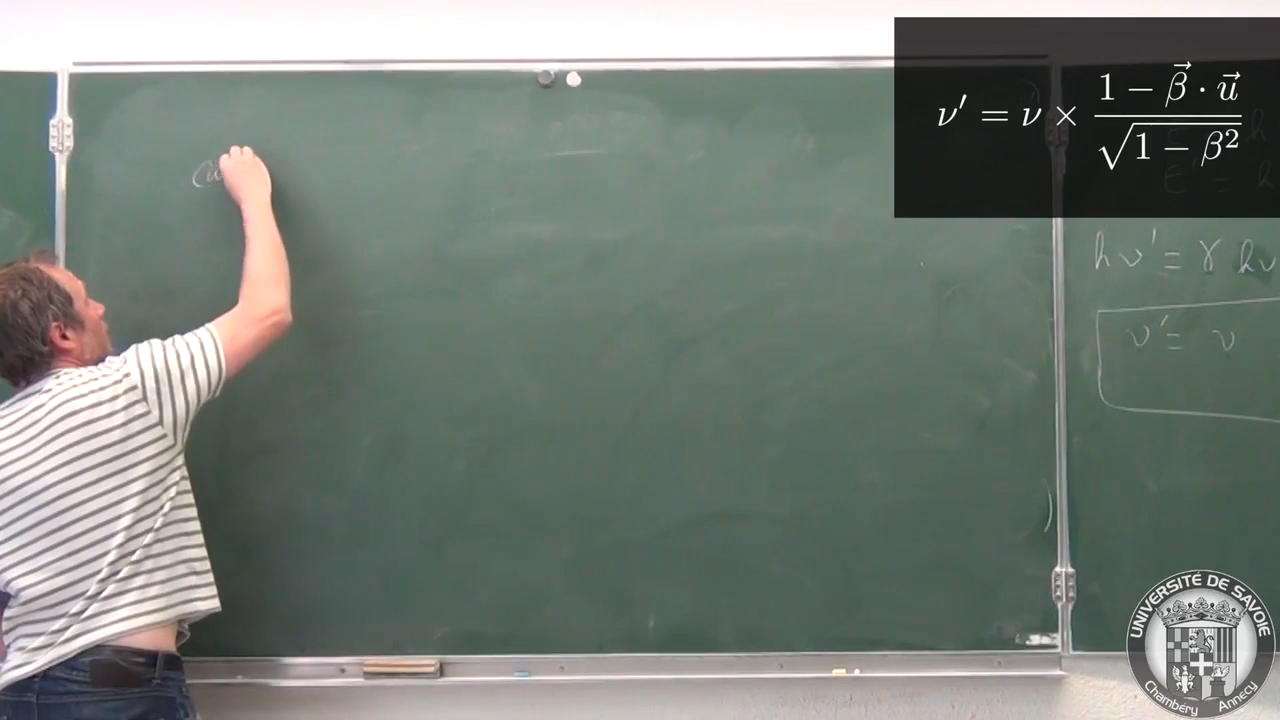 ν' = ν × (1 − β⃗ · u⃗) / √(1 − β²)
E' = h
hν' = γ hν
ν' = ν
UNIVERSITÉ DE SAVOIE
Chambéry Annecy